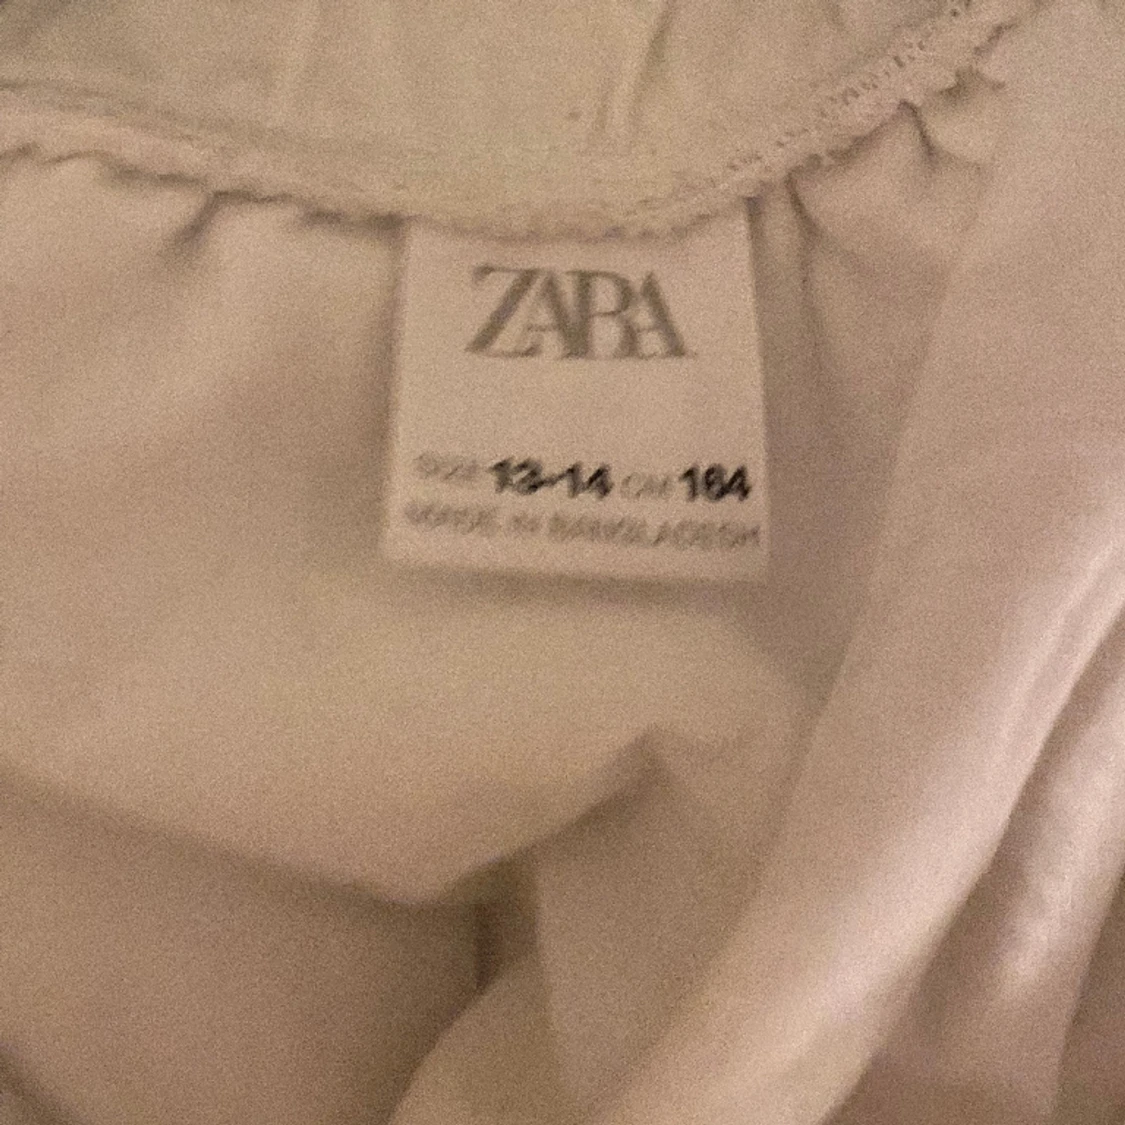 ZARA
SIZE 13-14 CM 164
MADE IN BANGLADESH